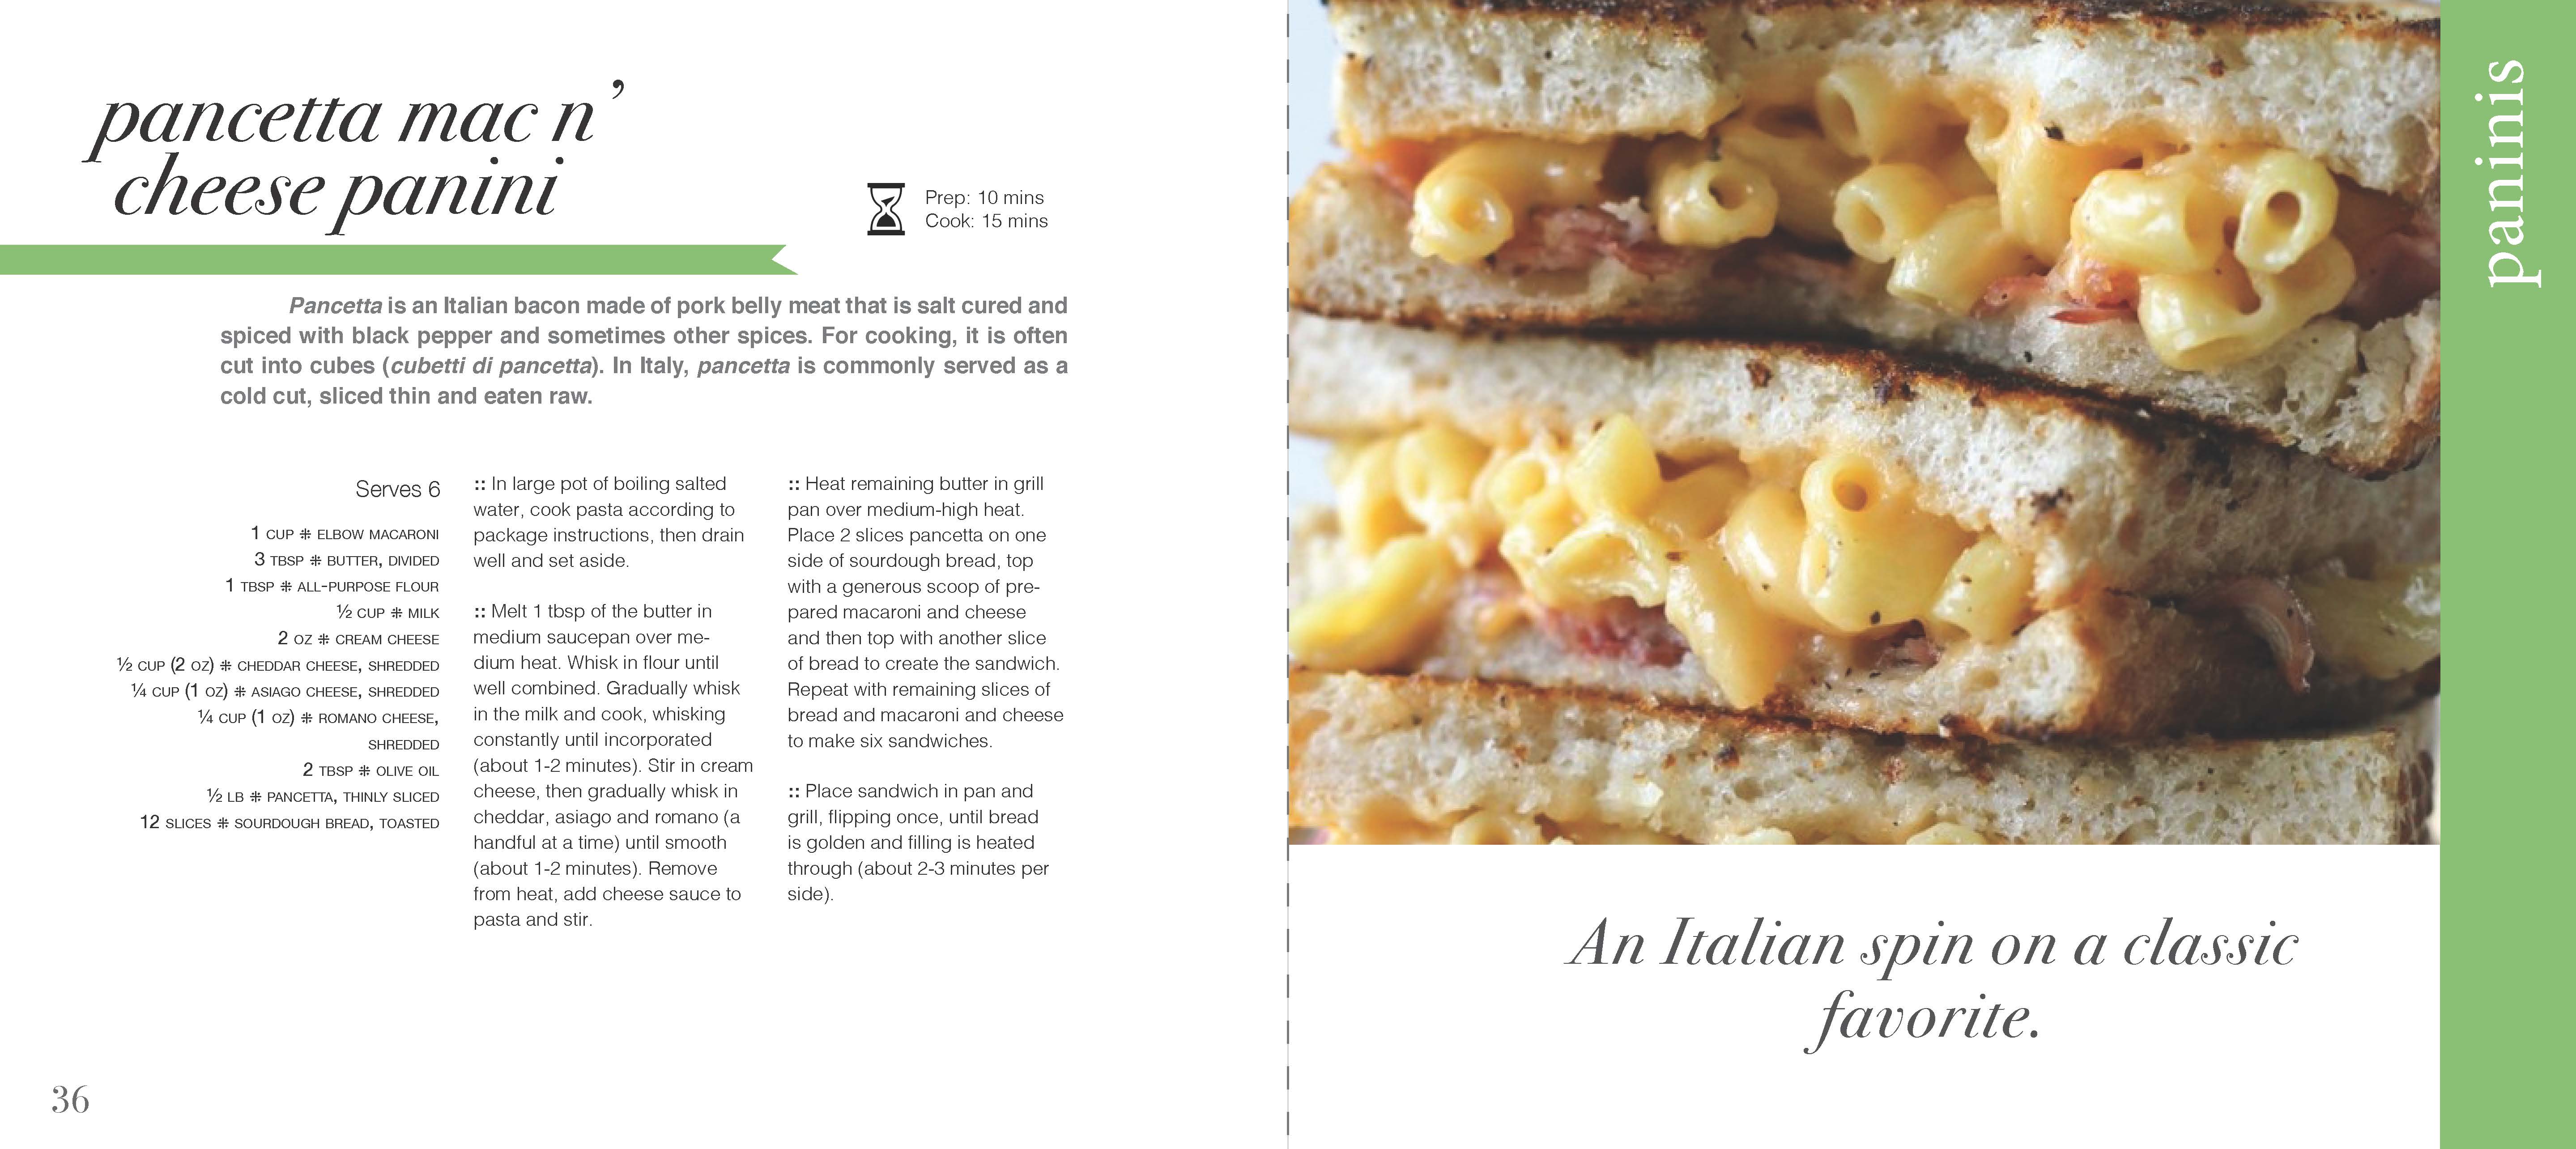 pancetta mac n’
cheese panini
Prep: 10 mins
Cook: 15 mins
Pancetta is an Italian bacon made of pork belly meat that is salt cured and
spiced with black pepper and sometimes other spices. For cooking, it is often
cut into cubes (cubetti di pancetta). In Italy, pancetta is commonly served as a
cold cut, sliced thin and eaten raw.
Serves 6
1 CUP ⁜ ELBOW MACARONI
3 TBSP ⁜ BUTTER, DIVIDED
1 TBSP ⁜ ALL-PURPOSE FLOUR
½ CUP ⁜ MILK
2 OZ ⁜ CREAM CHEESE
½ CUP (2 OZ) ⁜ CHEDDAR CHEESE, SHREDDED
¼ CUP (1 OZ) ⁜ ASIAGO CHEESE, SHREDDED
¼ CUP (1 OZ) ⁜ ROMANO CHEESE,
SHREDDED
2 TBSP ⁜ OLIVE OIL
½ LB ⁜ PANCETTA, THINLY SLICED
12 SLICES ⁜ SOURDOUGH BREAD, TOASTED
:: In large pot of boiling salted
water, cook pasta according to
package instructions, then drain
well and set aside.
:: Melt 1 tbsp of the butter in
medium saucepan over me-
dium heat. Whisk in flour until
well combined. Gradually whisk
in the milk and cook, whisking
constantly until incorporated
(about 1-2 minutes). Stir in cream
cheese, then gradually whisk in
cheddar, asiago and romano (a
handful at a time) until smooth
(about 1-2 minutes). Remove
from heat, add cheese sauce to
pasta and stir.
:: Heat remaining butter in grill
pan over medium-high heat.
Place 2 slices pancetta on one
side of sourdough bread, top
with a generous scoop of pre-
pared macaroni and cheese
and then top with another slice
of bread to create the sandwich.
Repeat with remaining slices of
bread and macaroni and cheese
to make six sandwiches.
:: Place sandwich in pan and
grill, flipping once, until bread
is golden and filling is heated
through (about 2-3 minutes per
side).
36
paninis
An Italian spin on a classic
favorite.